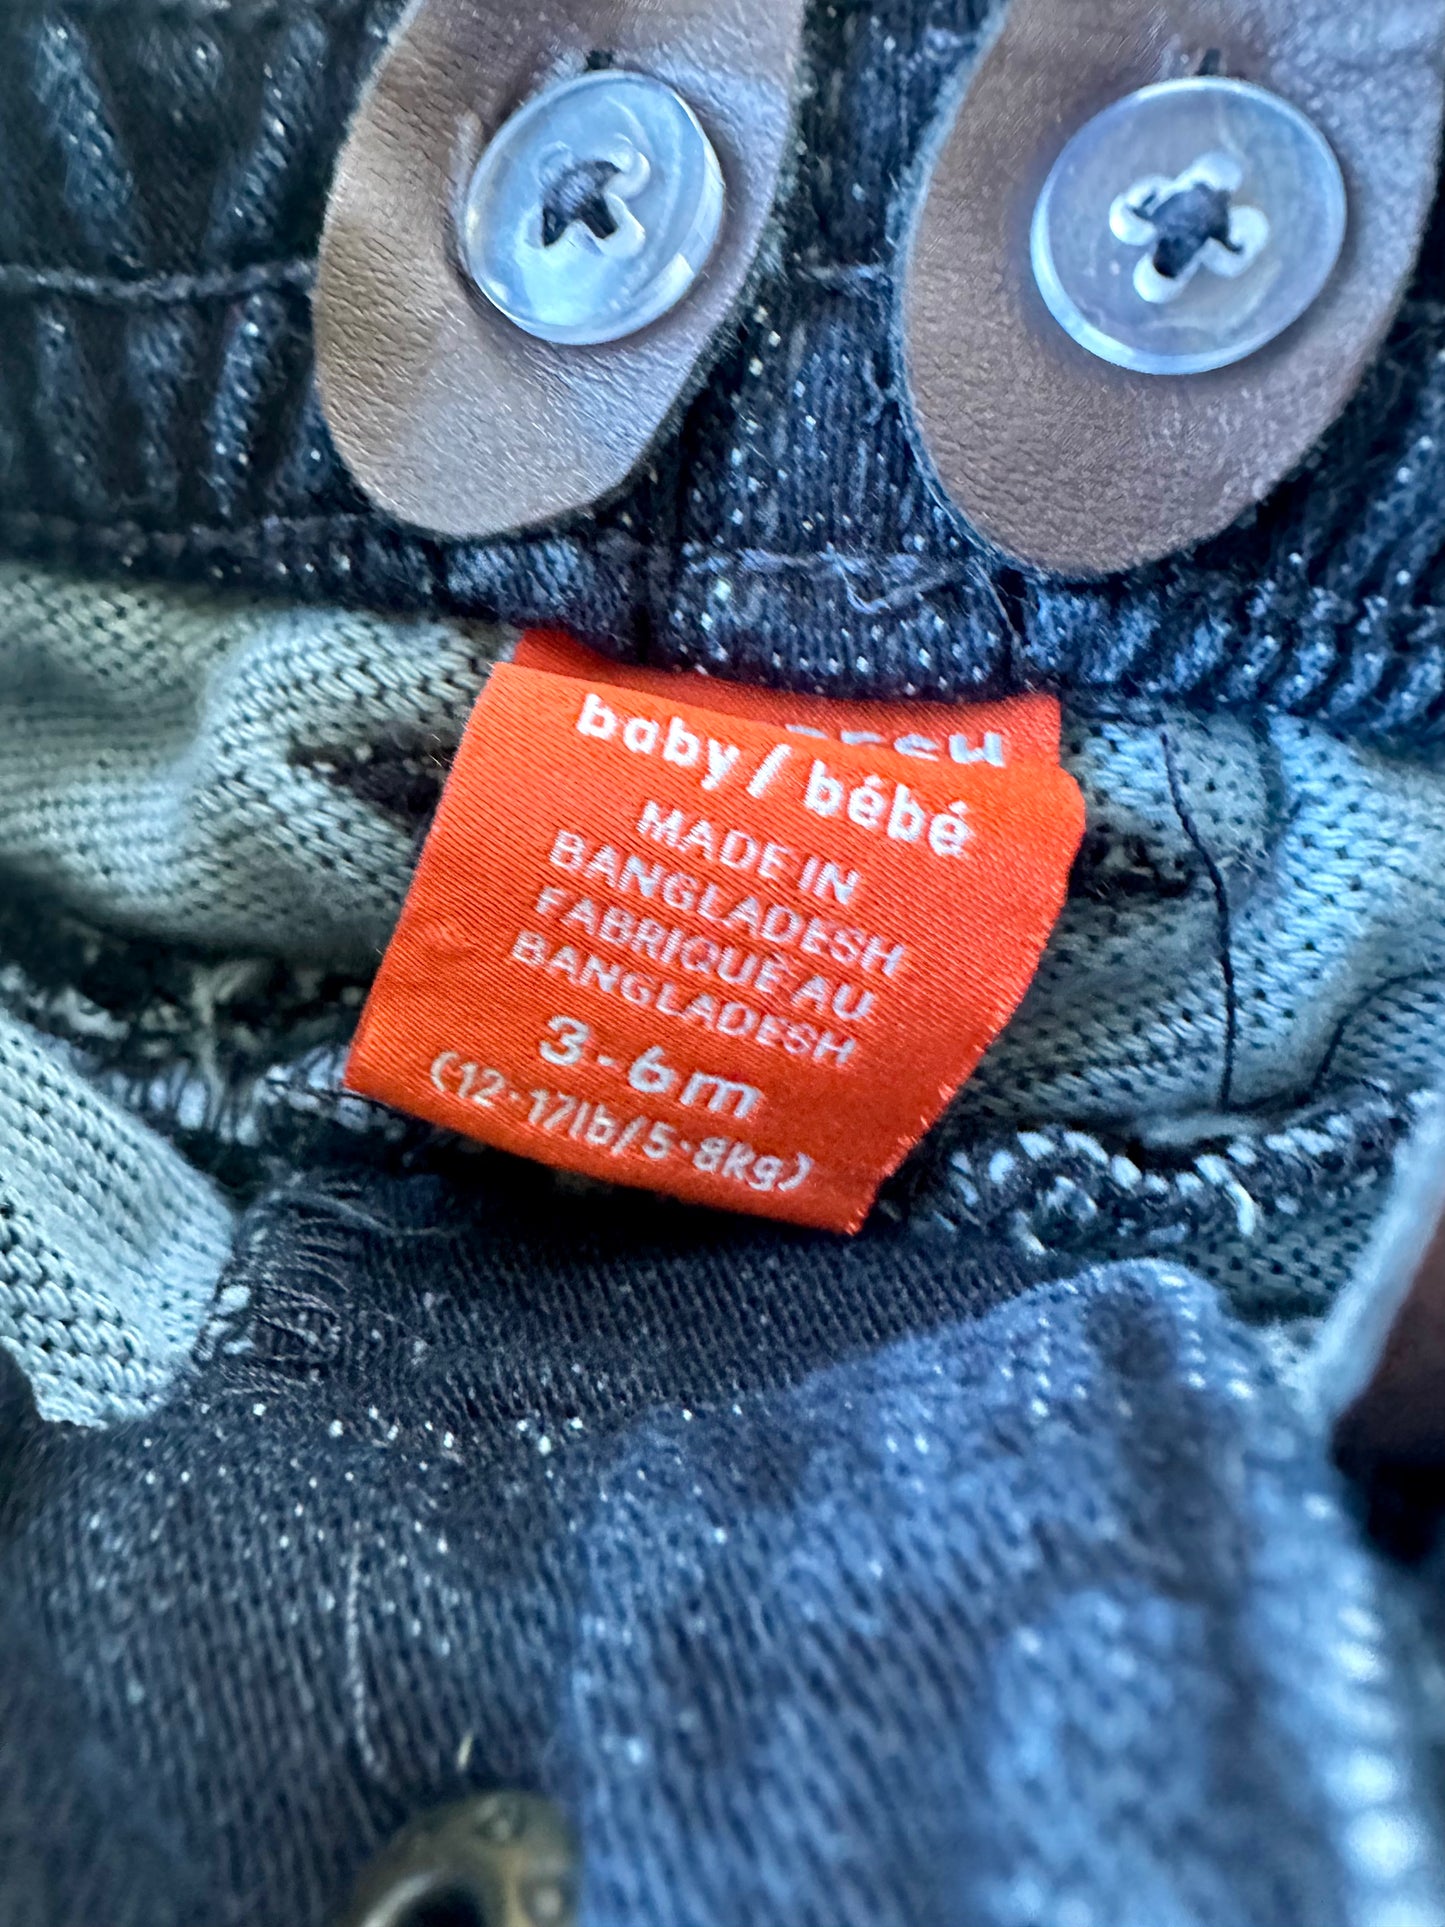 baby / bébé
MADE IN
BANGLADESH
FABRIQUÉ AU
BANGLADESH
3-6m
(12-17lb/5-8kg)